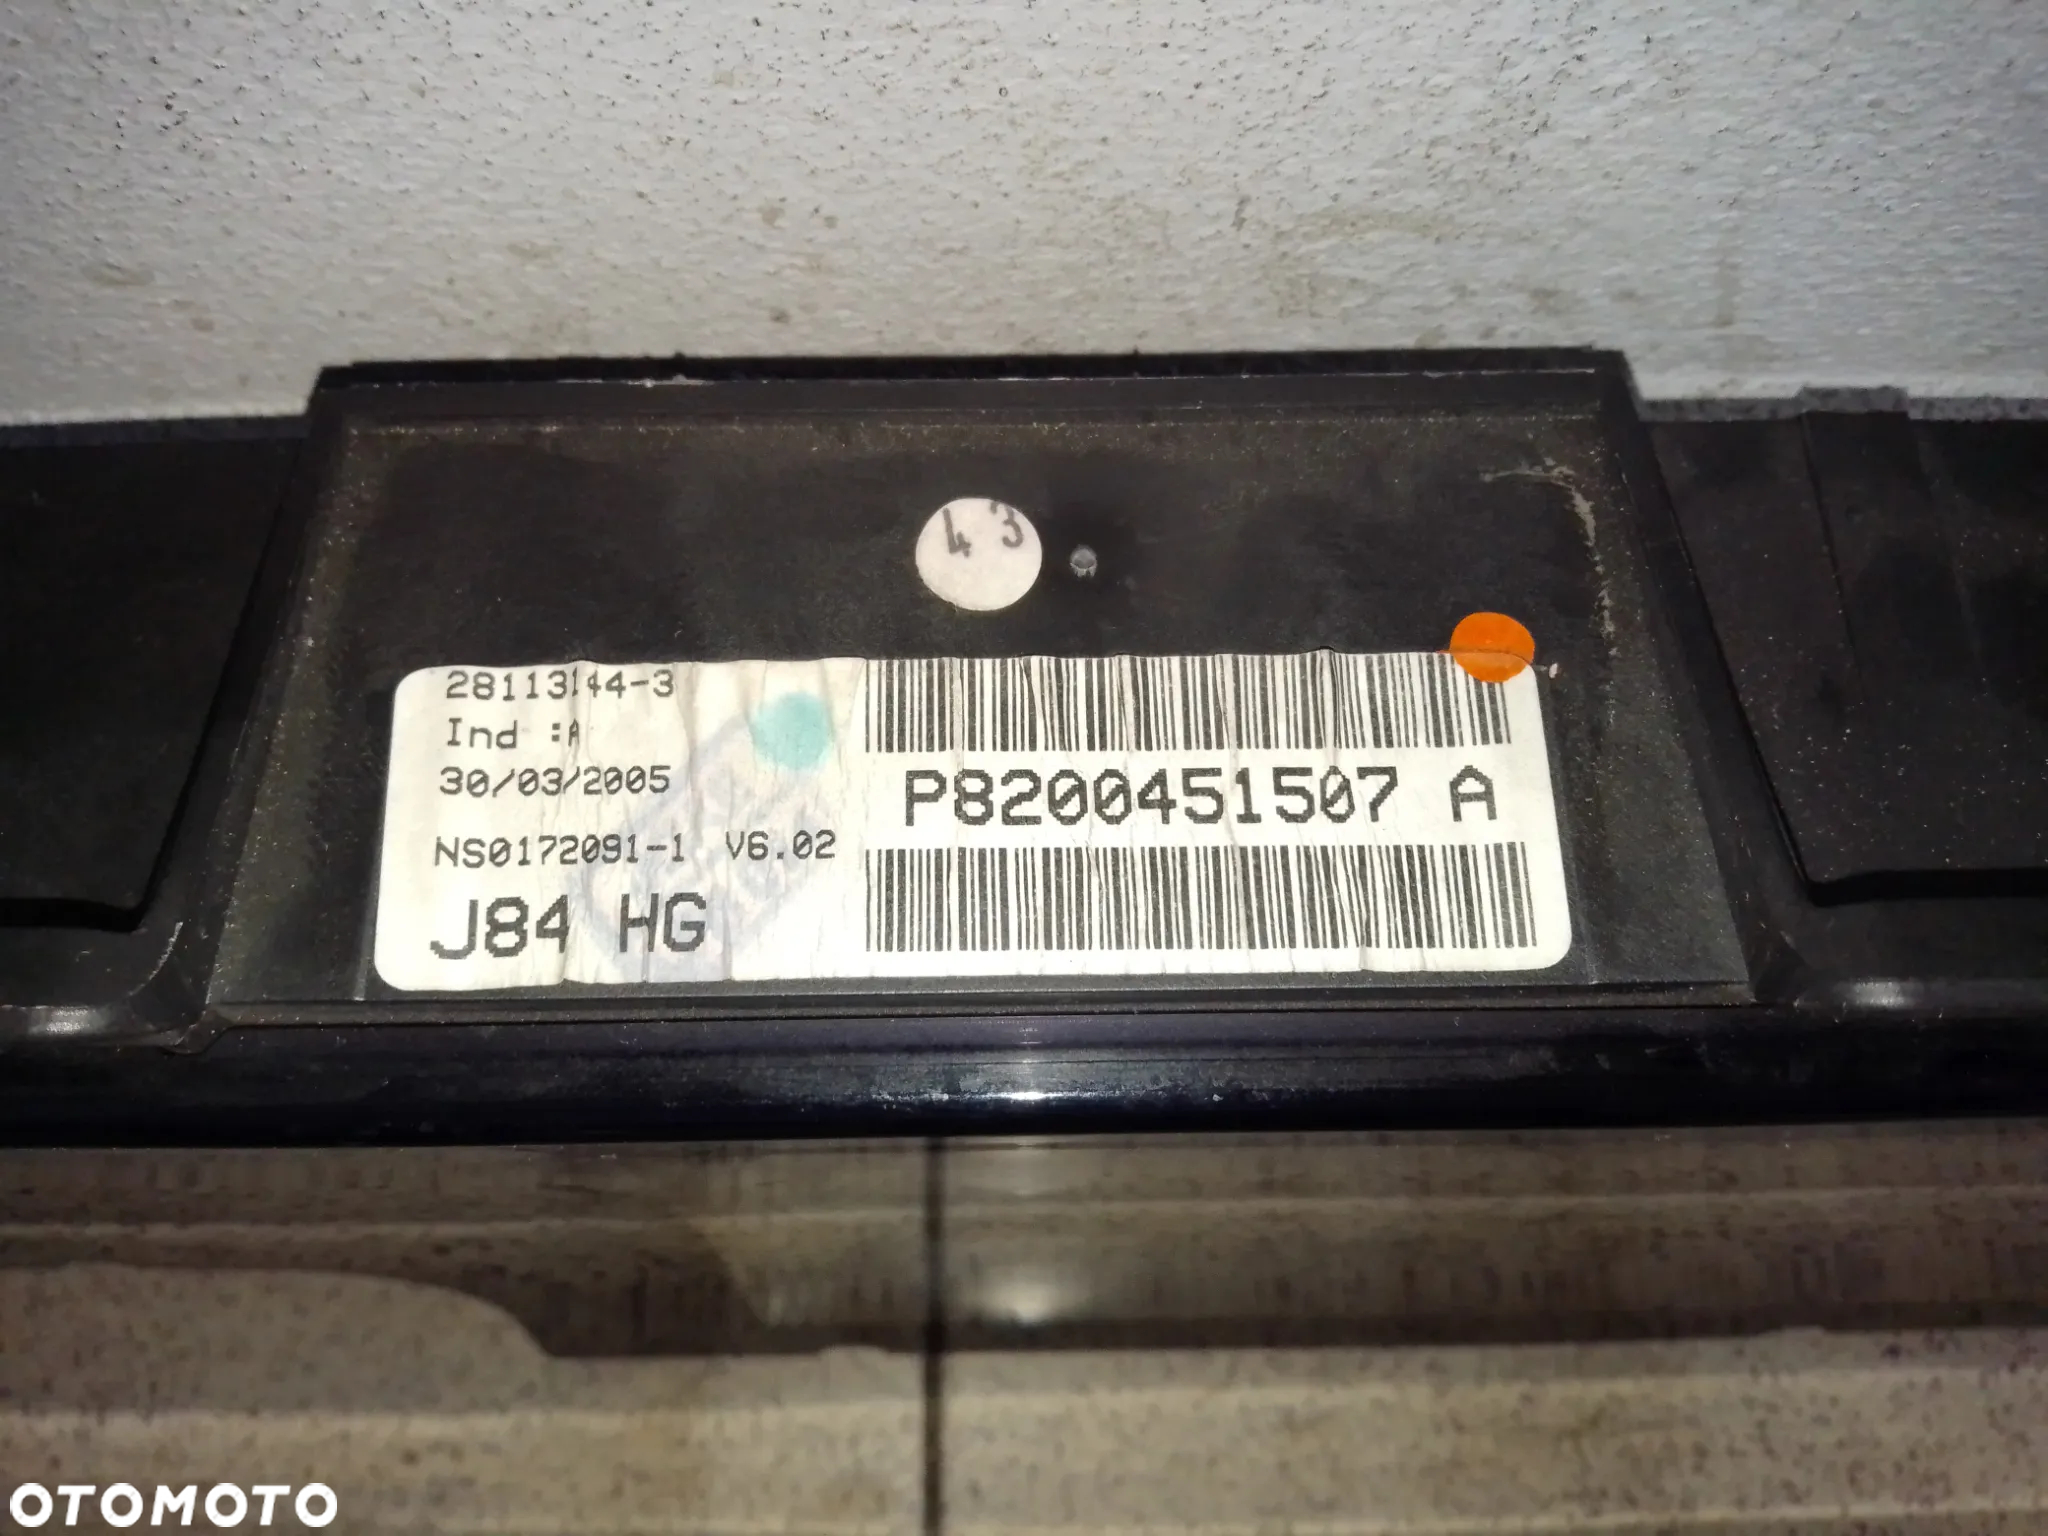 43
28113144-3
Ind :A
30/03/2005
NS0172091-1 V6.02
J84 HG
P8200451507 A
OTOMOTO